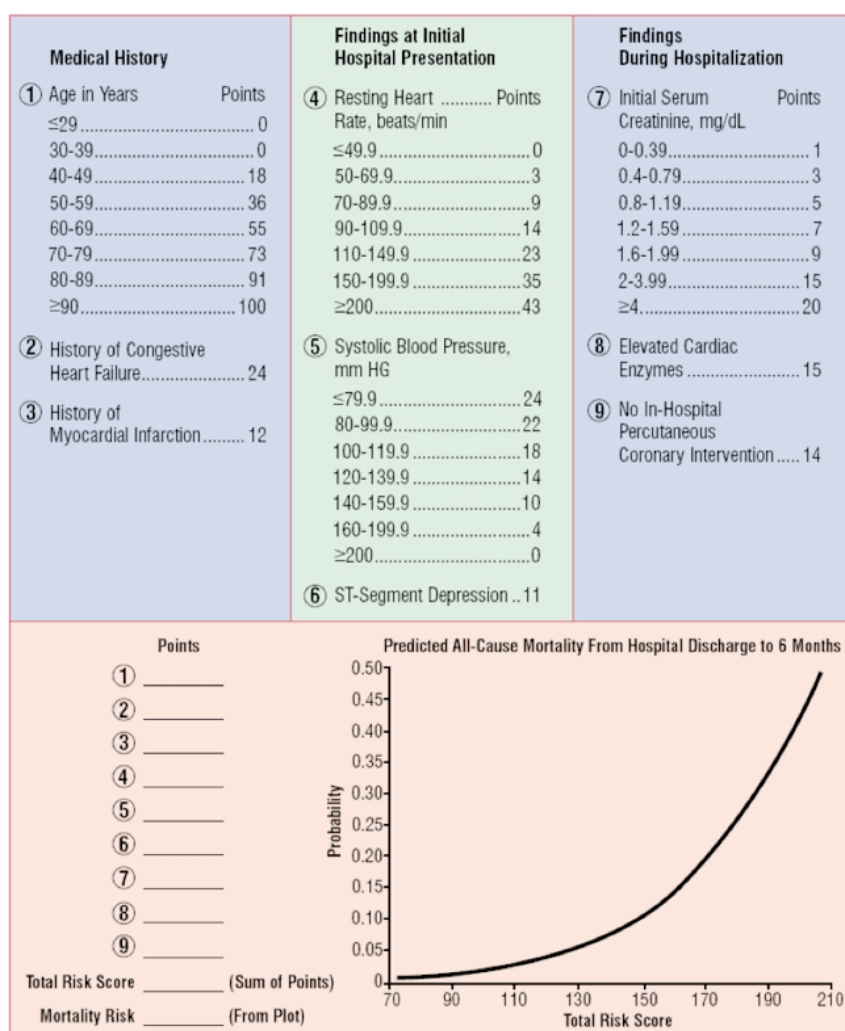 Medical History
① Age in Years Points
≤29 ................................... 0
30-39 ................................ 0
40-49 .............................. 18
50-59 .............................. 36
60-69 .............................. 55
70-79 .............................. 73
80-89 .............................. 91
≥90 ............................... 100
② History of Congestive
Heart Failure ..................... 24
③ History of
Myocardial Infarction ......... 12
Findings at Initial
Hospital Presentation
④ Resting Heart ........... Points
Rate, beats/min
≤49.9 ............................... 0
50-69.9 ............................ 3
70-89.9 ............................ 9
90-109.9 ........................ 14
110-149.9 ...................... 23
150-199.9 ...................... 35
≥200 .............................. 43
⑤ Systolic Blood Pressure,
mm HG
≤79.9 ............................. 24
80-99.9 .......................... 22
100-119.9 ...................... 18
120-139.9 ...................... 14
140-159.9 ...................... 10
160-199.9 ........................ 4
≥200 ................................ 0
⑥ ST-Segment Depression .. 11
Findings
During Hospitalization
⑦ Initial Serum Points
Creatinine, mg/dL
0-0.39 ............................. 1
0.4-0.79 .......................... 3
0.8-1.19 .......................... 5
1.2-1.59 .......................... 7
1.6-1.99 .......................... 9
2-3.99 ........................... 15
≥4 .................................. 20
⑧ Elevated Cardiac
Enzymes ....................... 15
⑨ No In-Hospital
Percutaneous
Coronary Intervention ..... 14
Points
① ________
② ________
③ ________
④ ________
⑤ ________
⑥ ________
⑦ ________
⑧ ________
⑨ ________
Total Risk Score ________ (Sum of Points)
Mortality Risk ________ (From Plot)
Predicted All-Cause Mortality From Hospital Discharge to 6 Months
Probability
0.50
0.45
0.40
0.35
0.30
0.25
0.20
0.15
0.10
0.05
0
70 90 110 130 150 170 190 210
Total Risk Score